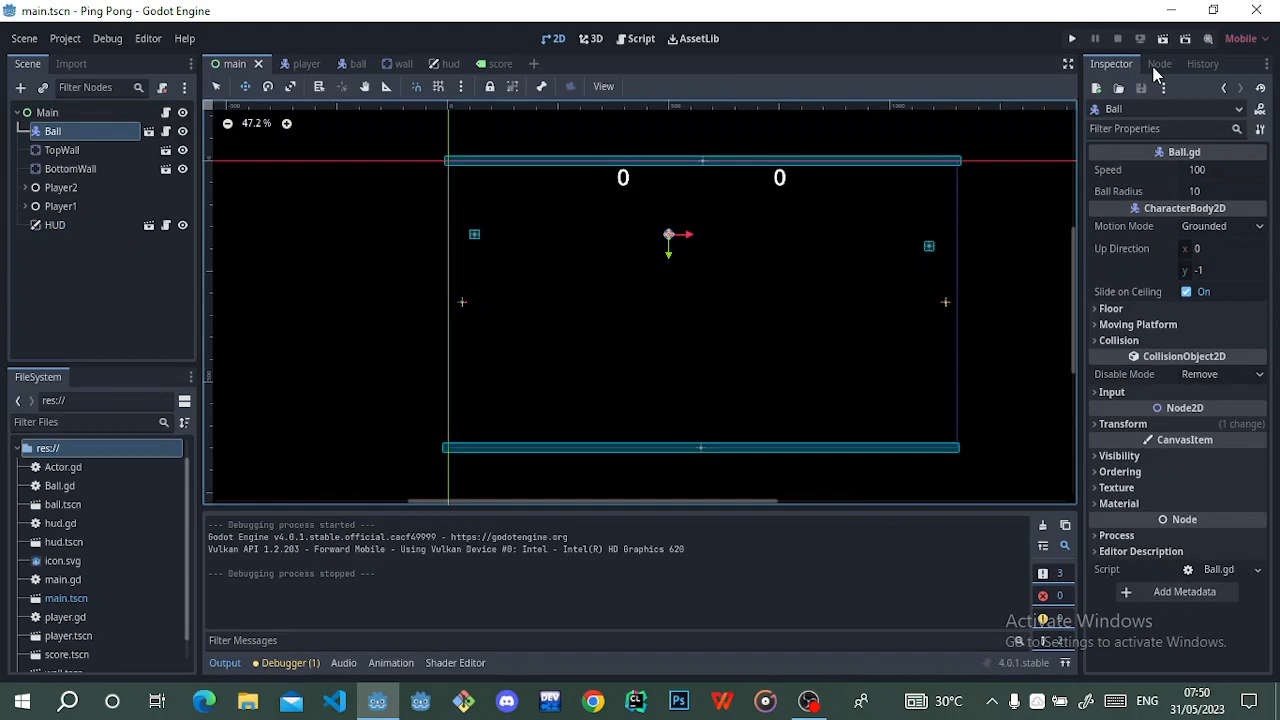 main.tscn - Ping Pong - Godot Engine
Scene Project Debug Editor Help
2D 3D Script AssetLib
Mobile
Scene Import
main player ball wall hud score
Inspector Node History
Filter Nodes
View
Ball
Filter Properties
-500 0 500 1000
47.2 %
Main
Ball
TopWall
BottomWall
Player2
Player1
HUD
0 0
Ball.gd
Speed 100
Ball Radius 10
CharacterBody2D
Motion Mode Grounded
Up Direction x 0
y -1
Slide on Ceiling On
Floor
Moving Platform
Collision
CollisionObject2D
Disable Mode Remove
Input
Node2D
Transform (1 change)
CanvasItem
Visibility
Ordering
Texture
Material
Node
Process
Editor Description
Script Ball.gd
Add Metadata
FileSystem
res://
Filter Files
res://
Actor.gd
Ball.gd
ball.tscn
hud.gd
hud.tscn
icon.svg
main.gd
main.tscn
player.gd
player.tscn
score.tscn
--- Debugging process started ---
Godot Engine v4.0.1.stable.official.cacf49999 - https://godotengine.org
Vulkan API 1.2.203 - Forward Mobile - Using Vulkan Device #0: Intel - Intel(R) HD Graphics 620
--- Debugging process stopped ---
3
0
Filter Messages
Output Debugger (1) Audio Animation Shader Editor
4.0.1.stable
Activate Windows
Go to Settings to activate Windows.
30°C
ENG
07:50
31/05/2023